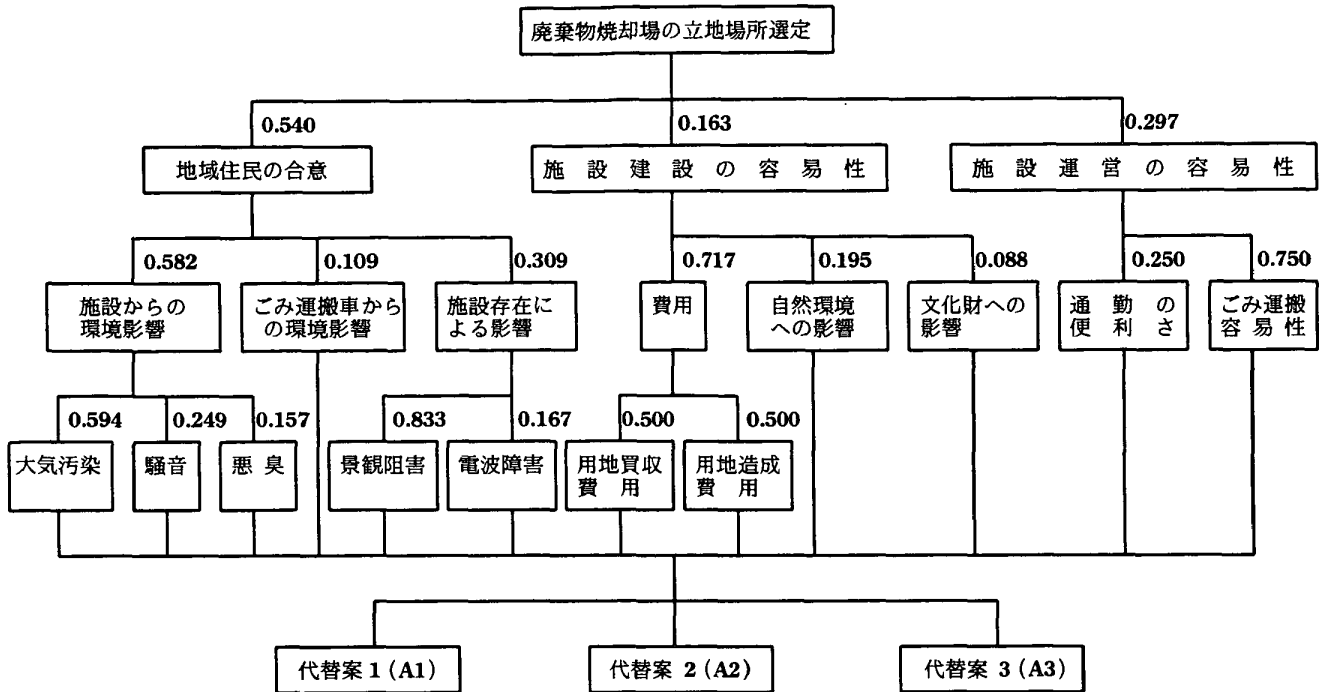 廃棄物焼却場の立地場所選定
0.540
0.163
0.297
地域住民の合意
施設建設の容易性
施設運営の容易性
0.582
0.109
0.309
0.717
0.195
0.088
0.250
0.750
施設からの
環境影響
ごみ運搬車から
の環境影響
施設存在に
よる影響
費用
自然環境
への影響
文化財への
影響
通勤の
便利さ
ごみ運搬
容易性
0.594
0.249
0.157
0.833
0.167
0.500
0.500
大気汚染
騒音
悪臭
景観阻害
電波障害
用地買収
費用
用地造成
費用
代替案 1 (A1)
代替案 2 (A2)
代替案 3 (A3)